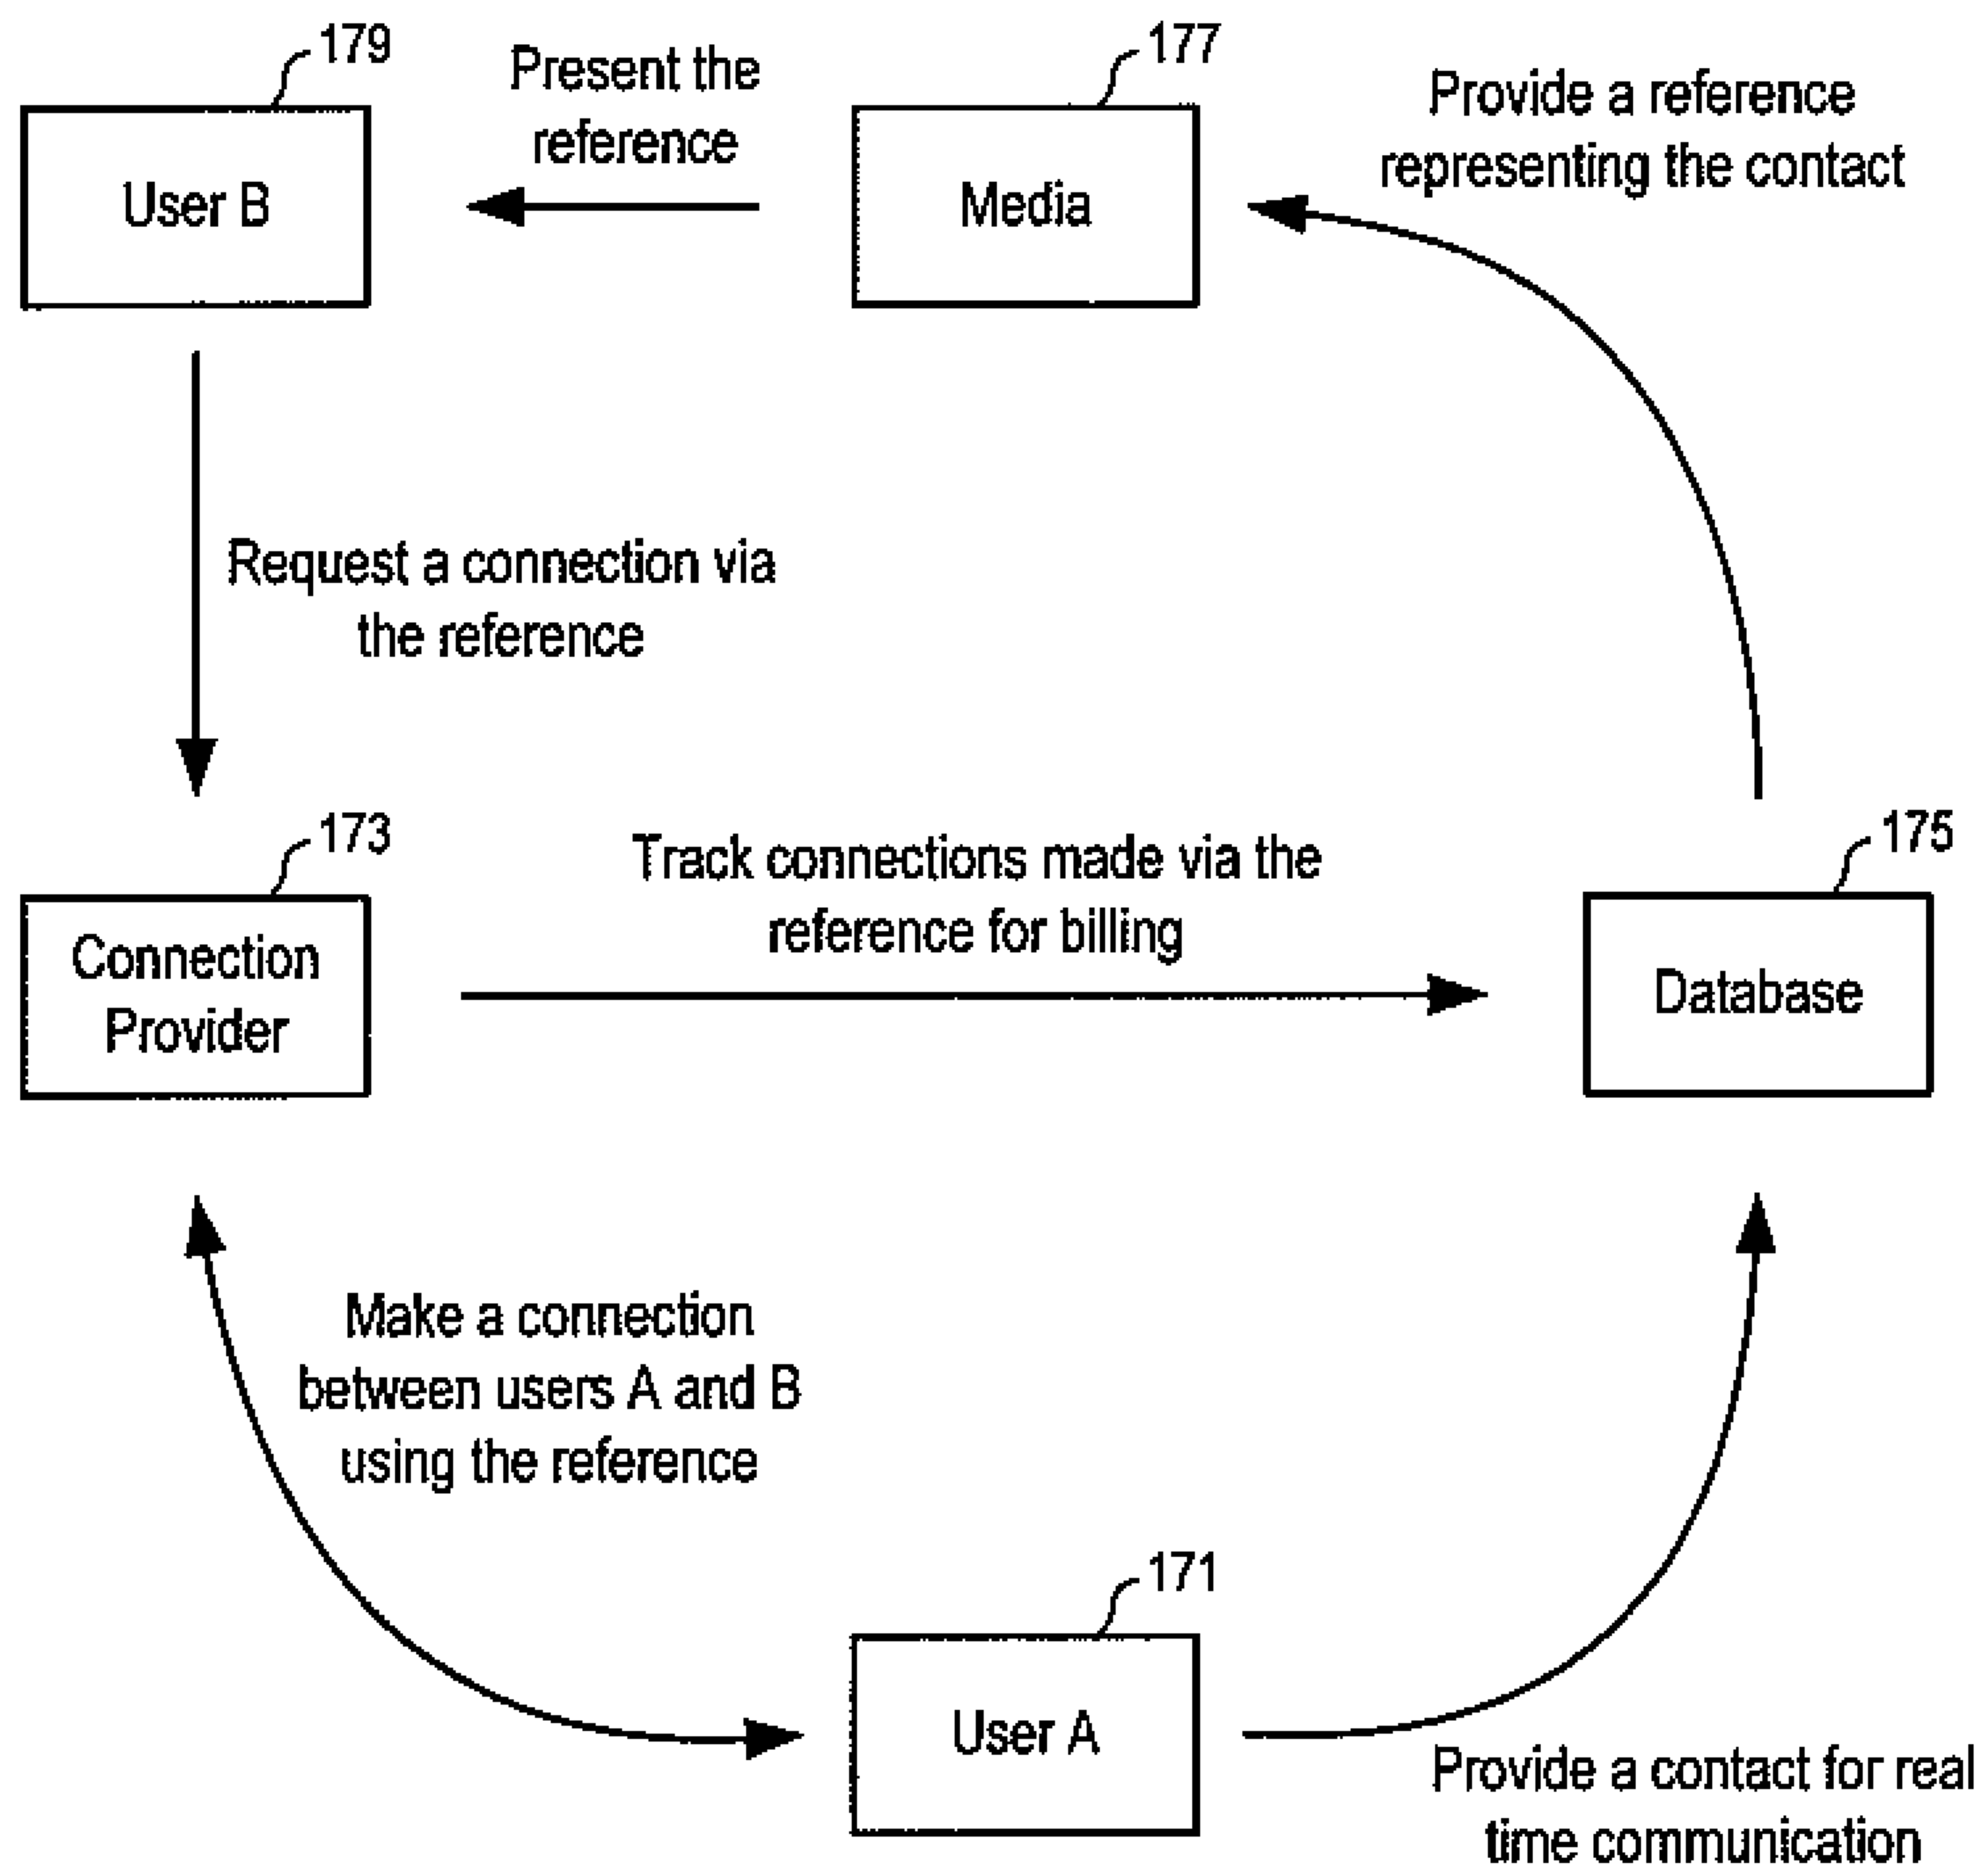 179
Present the
reference
177
Provide a reference
representing the contact
User B
Media
Request a connection via
the reference
173
Track connections made via the
reference for billing
175
Connection
Provider
Database
Make a connection
between users A and B
using the reference
171
User A
Provide a contact for real
time communication